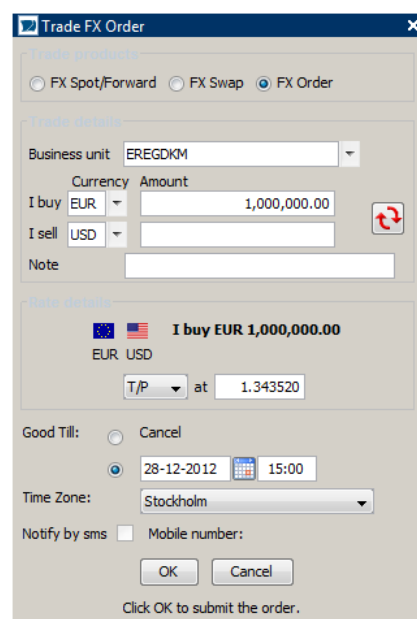 Trade FX Order
Trade products
FX Spot/Forward FX Swap FX Order
Trade details
Business unit EREGDKM
Currency Amount
I buy EUR 1,000,000.00
I sell USD
Note
Rate details
I buy EUR 1,000,000.00
EUR USD
T/P at 1.343520
Good Till: Cancel
28-12-2012 15:00
Time Zone: Stockholm
Notify by sms Mobile number:
OK Cancel
Click OK to submit the order.